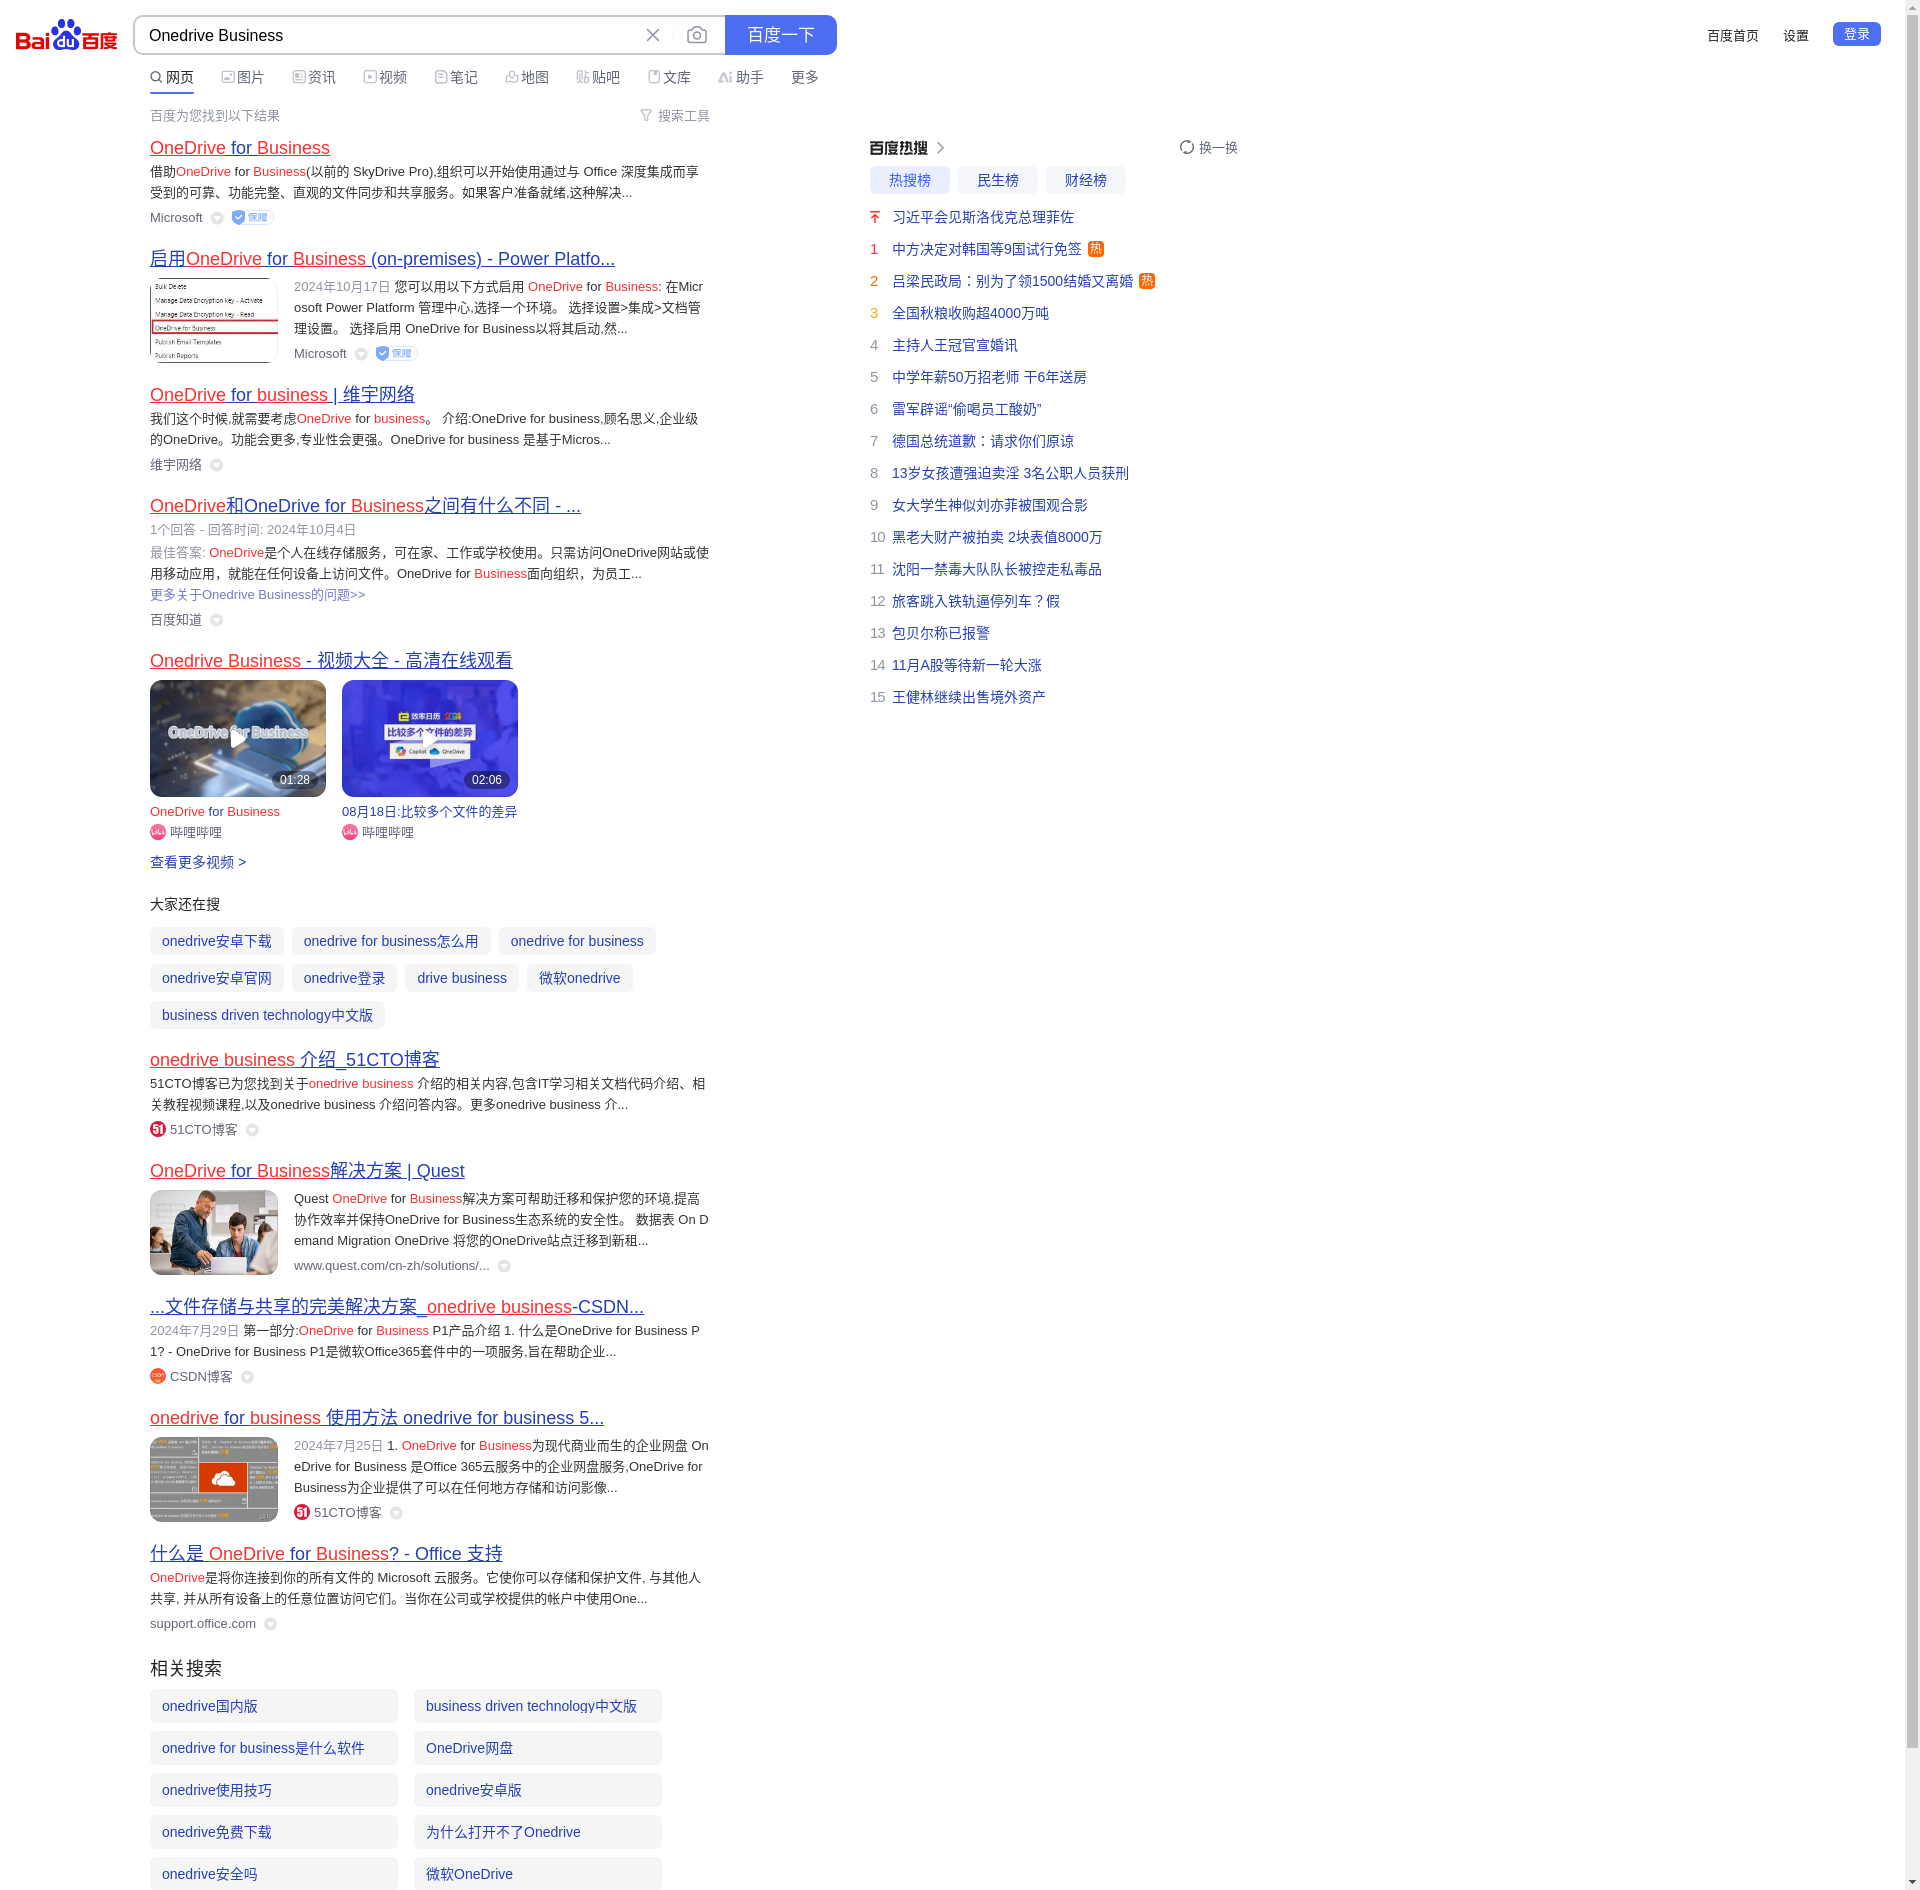 Bai du 百度
Onedrive Business
百度一下
百度首页 设置 登录
网页 图片 资讯 视频 笔记 地图 贴吧 文库 助手 更多
百度为您找到以下结果 搜索工具
OneDrive for Business
借助OneDrive for Business(以前的 SkyDrive Pro),组织可以开始使用通过与 Office 深度集成而享
受到的可靠、功能完整、直观的文件同步和共享服务。如果客户准备就绪,这种解决...
Microsoft 保障
启用OneDrive for Business (on-premises) - Power Platfo...
Bulk Delete
Manage Data Encryption key - Activate
Manage Data Encryption key - Read
OneDrive for Business
Publish Email Templates
Publish Reports
2024年10月17日 您可以用以下方式启用 OneDrive for Business: 在Micr
osoft Power Platform 管理中心,选择一个环境。 选择设置>集成>文档管
理设置。 选择启用 OneDrive for Business以将其启动,然...
Microsoft 保障
OneDrive for business | 维宇网络
我们这个时候,就需要考虑OneDrive for business。 介绍:OneDrive for business,顾名思义,企业级
的OneDrive。功能会更多,专业性会更强。OneDrive for business 是基于Micros...
维宇网络
OneDrive和OneDrive for Business之间有什么不同 - ...
1个回答 - 回答时间: 2024年10月4日
最佳答案: OneDrive是个人在线存储服务，可在家、工作或学校使用。只需访问OneDrive网站或使
用移动应用，就能在任何设备上访问文件。OneDrive for Business面向组织，为员工...
更多关于Onedrive Business的问题>>
百度知道
Onedrive Business - 视频大全 - 高清在线观看
OneDrive for Business
01:28
效率日历 2024
比较多个文件的差异
Copilot OneDrive
02:06
OneDrive for Business
哔哩哔哩
08月18日:比较多个文件的差异
哔哩哔哩
查看更多视频 >
大家还在搜
onedrive安卓下载 onedrive for business怎么用 onedrive for business
onedrive安卓官网 onedrive登录 drive business 微软onedrive
business driven technology中文版
onedrive business 介绍_51CTO博客
51CTO博客已为您找到关于onedrive business 介绍的相关内容,包含IT学习相关文档代码介绍、相
关教程视频课程,以及onedrive business 介绍问答内容。更多onedrive business 介...
51CTO博客
OneDrive for Business解决方案 | Quest
Quest OneDrive for Business解决方案可帮助迁移和保护您的环境,提高
协作效率并保持OneDrive for Business生态系统的安全性。 数据表 On D
emand Migration OneDrive 将您的OneDrive站点迁移到新租...
www.quest.com/cn-zh/solutions/...
...文件存储与共享的完美解决方案_onedrive business-CSDN...
2024年7月29日 第一部分:OneDrive for Business P1产品介绍 1. 什么是OneDrive for Business P
1? - OneDrive for Business P1是微软Office365套件中的一项服务,旨在帮助企业...
CSDN博客
onedrive for business 使用方法 onedrive for business 5...
2024年7月25日 1. OneDrive for Business为现代商业而生的企业网盘 On
eDrive for Business 是Office 365云服务中的企业网盘服务,OneDrive for
Business为企业提供了可以在任何地方存储和访问影像...
51CTO博客
什么是 OneDrive for Business? - Office 支持
OneDrive是将你连接到你的所有文件的 Microsoft 云服务。它使你可以存储和保护文件, 与其他人
共享, 并从所有设备上的任意位置访问它们。当你在公司或学校提供的帐户中使用One...
support.office.com
相关搜索
onedrive国内版 business driven technology中文版
onedrive for business是什么软件 OneDrive网盘
onedrive使用技巧 onedrive安卓版
onedrive免费下载 为什么打开不了Onedrive
onedrive安全吗 微软OneDrive
百度热搜 换一换
热搜榜 民生榜 财经榜
习近平会见斯洛伐克总理菲佐
1 中方决定对韩国等9国试行免签 热
2 吕梁民政局：别为了领1500结婚又离婚 热
3 全国秋粮收购超4000万吨
4 主持人王冠官宣婚讯
5 中学年薪50万招老师 干6年送房
6 雷军辟谣“偷喝员工酸奶”
7 德国总统道歉：请求你们原谅
8 13岁女孩遭强迫卖淫 3名公职人员获刑
9 女大学生神似刘亦菲被围观合影
10 黑老大财产被拍卖 2块表值8000万
11 沈阳一禁毒大队队长被控走私毒品
12 旅客跳入铁轨逼停列车？假
13 包贝尔称已报警
14 11月A股等待新一轮大涨
15 王健林继续出售境外资产